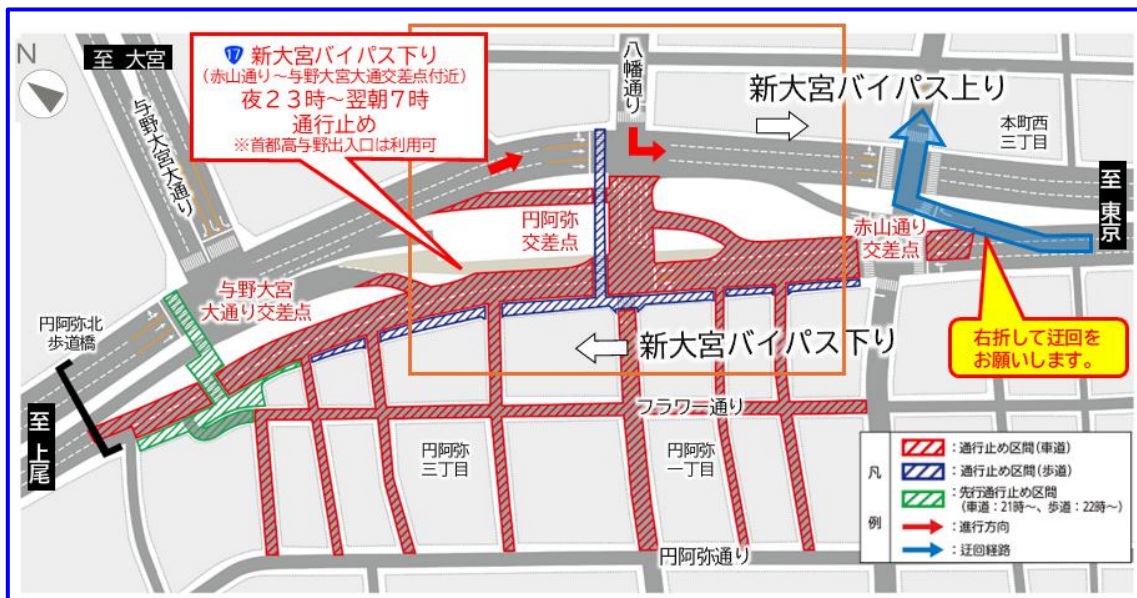 N
至 大宮
与野大宮大通り
17 新大宮バイパス下り
（赤山通り～与野大宮大通交差点付近）
夜２３時～翌朝７時
通行止め
※首都高与野出入口は利用可
八幡通り
新大宮バイパス上り
本町西
三丁目
至 東京
円阿弥
交差点
赤山通り
交差点
与野大宮
大通り交差点
円阿弥北
歩道橋
新大宮バイパス下り
右折して迂回を
お願いします。
至 上尾
フラワー通り
円阿弥
三丁目
円阿弥
一丁目
円阿弥通り
凡例
：通行止め区間（車道）
：通行止め区間（歩道）
：先行通行止め区間
（車道：21時～、歩道：22時～）
：進行方向
：迂回経路